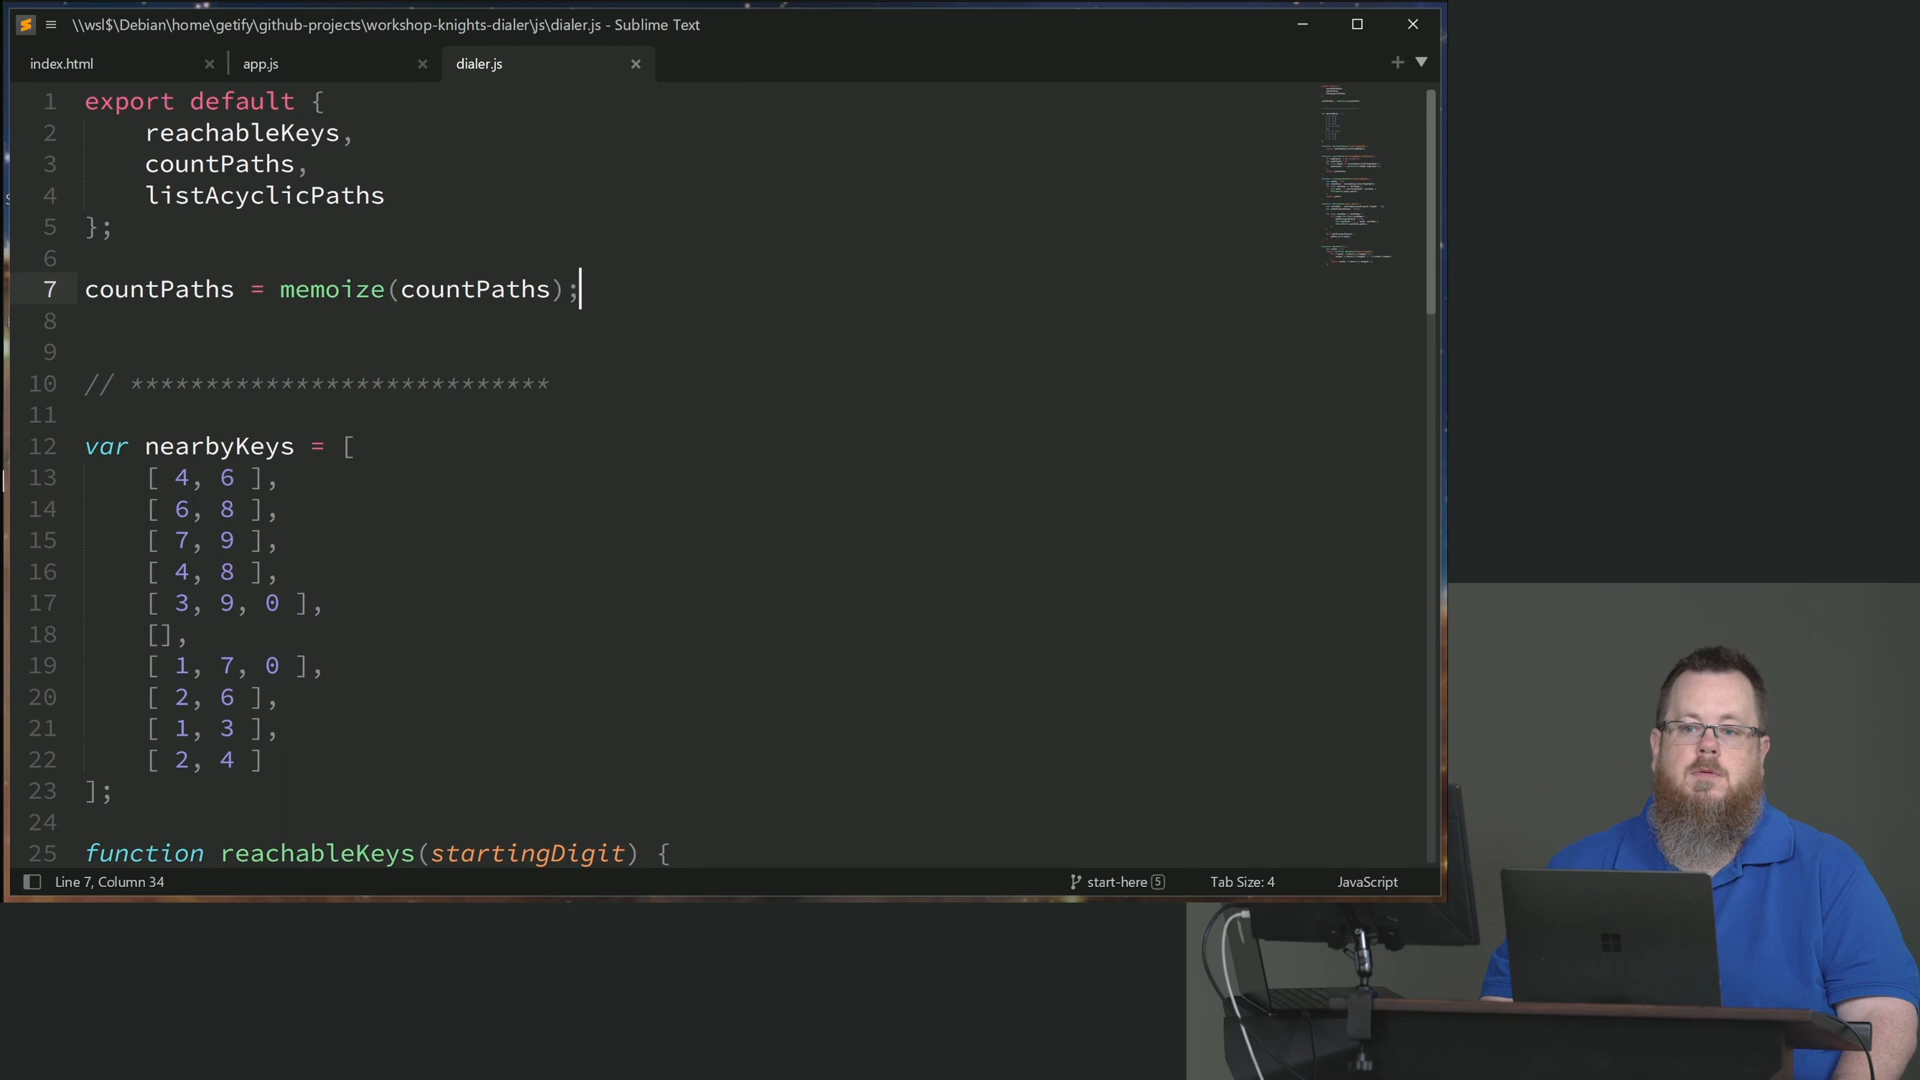 \\wsl$\Debian\home\getify\github-projects\workshop-knights-dialer\js\dialer.js - Sublime Text
index.html app.js dialer.js
1 export default {
2 reachableKeys,
3 countPaths,
4 listAcyclicPaths
5 };
6
7 countPaths = memoize(countPaths);
8
9
10 // ****************************
11
12 var nearbyKeys = [
13 [ 4, 6 ],
14 [ 6, 8 ],
15 [ 7, 9 ],
16 [ 4, 8 ],
17 [ 3, 9, 0 ],
18 [],
19 [ 1, 7, 0 ],
20 [ 2, 6 ],
21 [ 1, 3 ],
22 [ 2, 4 ]
23 ];
24
25 function reachableKeys(startingDigit) {
Line 7, Column 34 start-here 5 Tab Size: 4 JavaScript